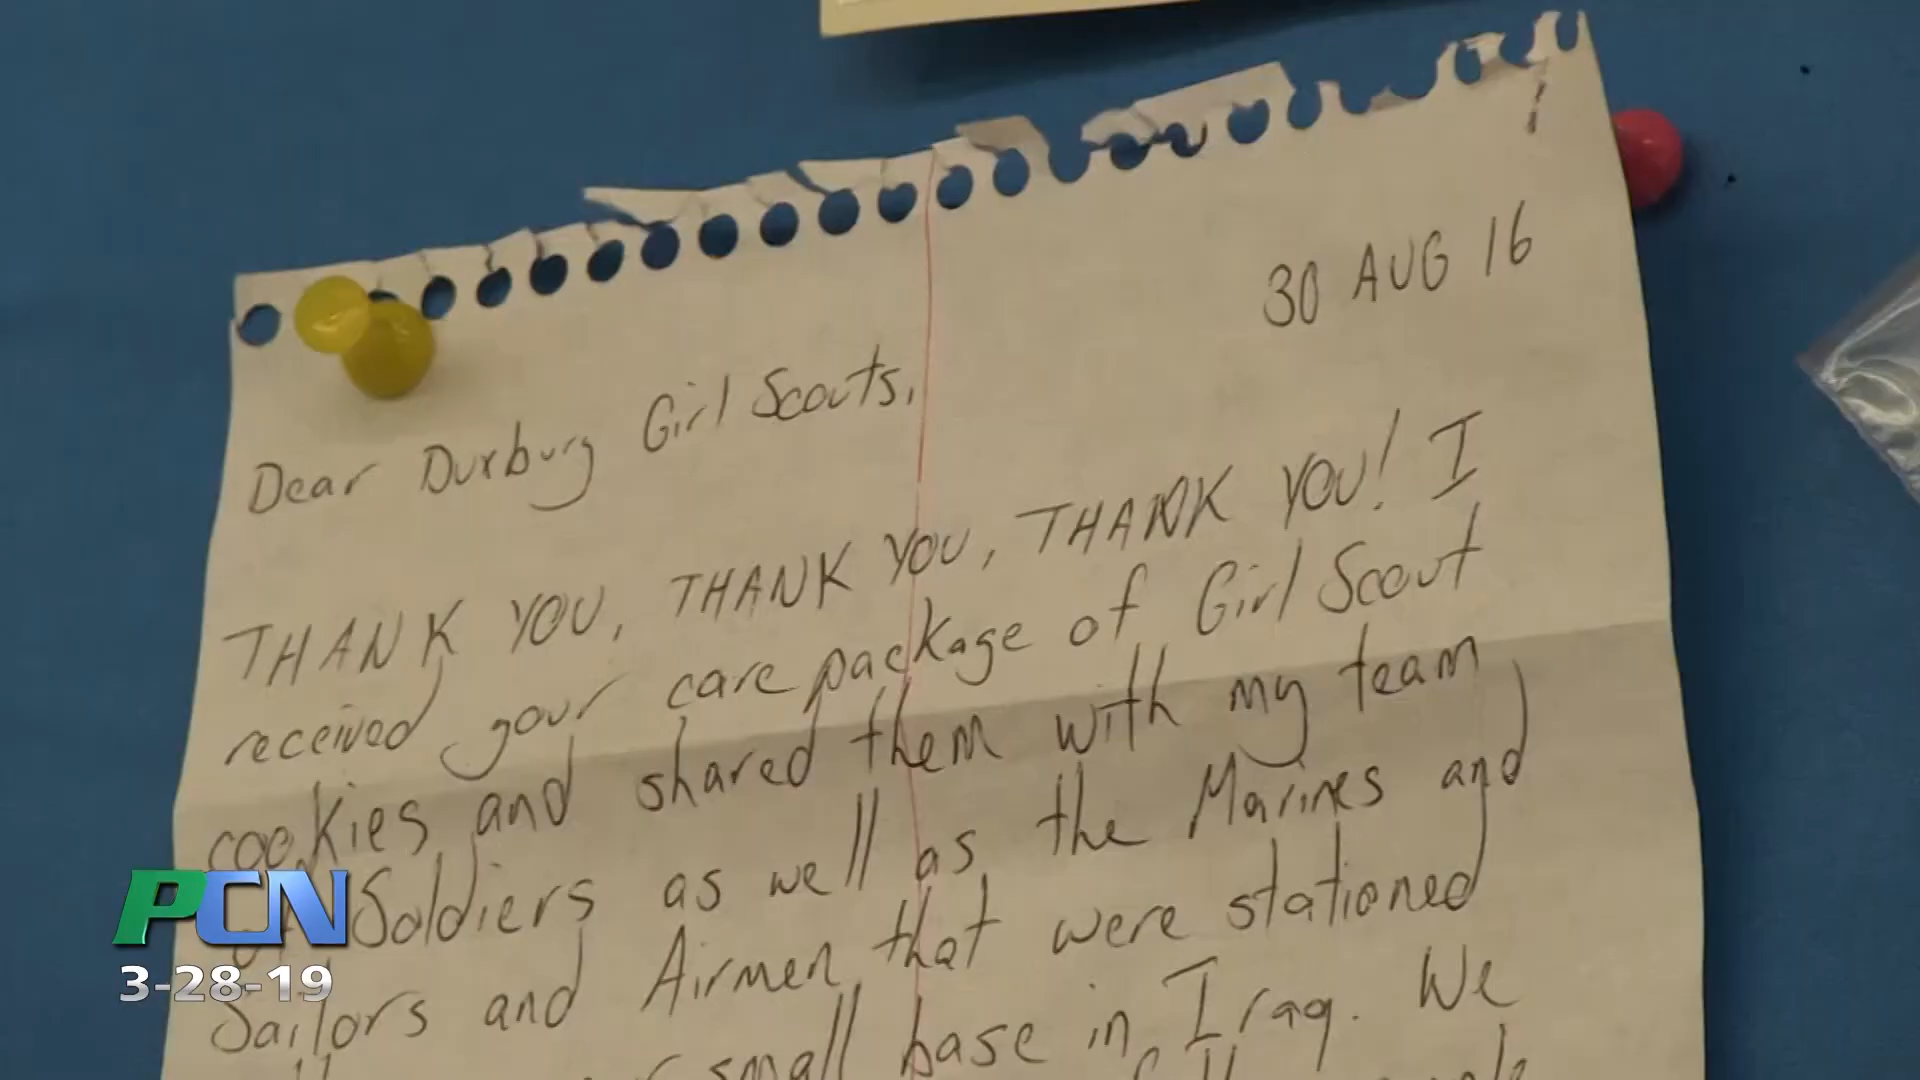 30 AUG 16
Dear Duxbury Girl Scouts,
THANK YOU, THANK YOU, THANK YOU! I
received your care package of Girl Scout
cookies and shared them with my team
of Soldiers as well as the Marines and
Sailors and Airmen that were stationed
small base in Iraq. We
PCN
3-28-19